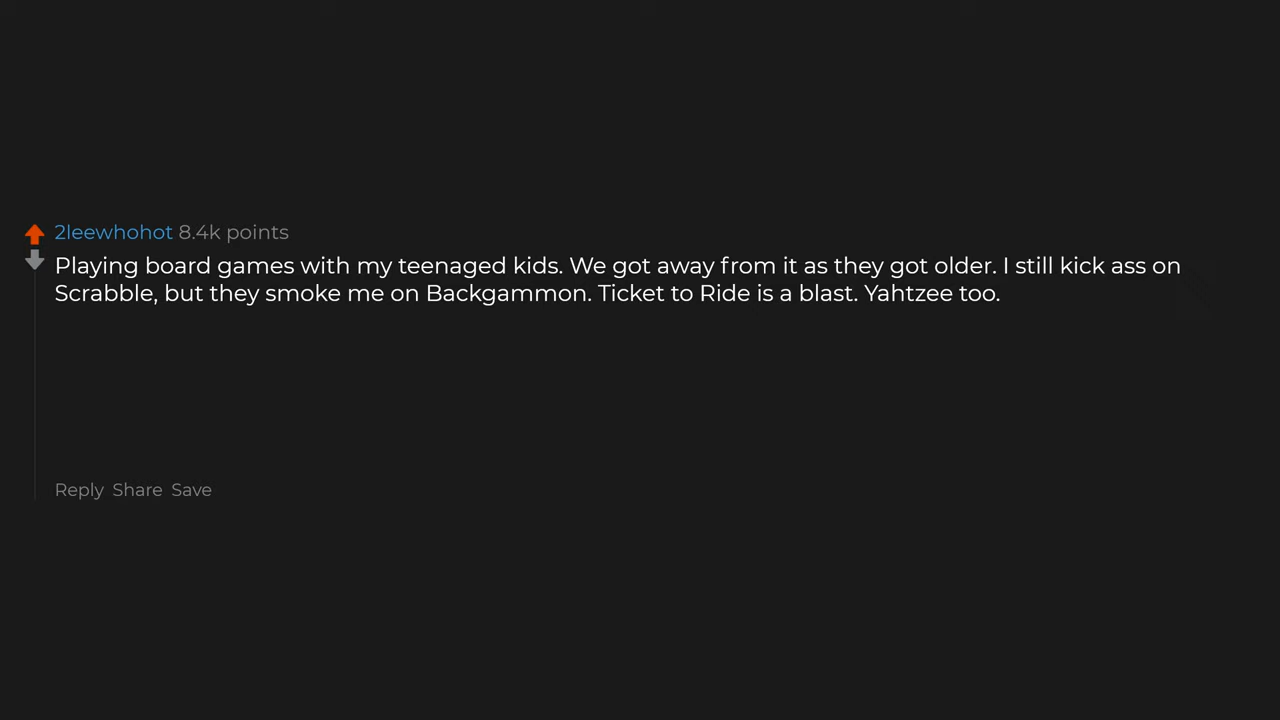 2leewhohot 8.4k points
Playing board games with my teenaged kids. We got away from it as they got older. I still kick ass on
Scrabble, but they smoke me on Backgammon. Ticket to Ride is a blast. Yahtzee too.
Reply Share Save